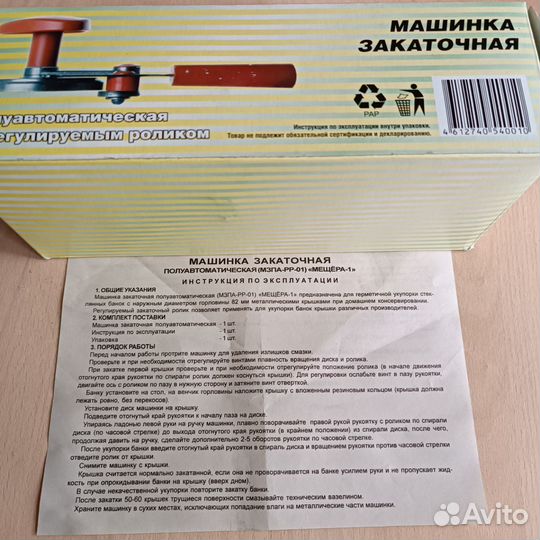 МАШИНКА
ЗАКАТОЧНАЯ
луавтоматическая
регулируемым роликом
PAP
Инструкция по эксплуатации внутри упаковки.
Товар не подлежит обязательной сертификации и декларированию.
4 612740 540010
МАШИНКА ЗАКАТОЧНАЯ
ПОЛУАВТОМАТИЧЕСКАЯ (МЗПА-РР-01) «МЕЩЁРА-1»
ИНСТРУКЦИЯ ПО ЭКСПЛУАТАЦИИ
1. ОБЩИЕ УКАЗАНИЯ
Машинка закаточная полуавтоматическая (МЗПА-РР-01) «МЕЩЁРА-1» предназначена для герметичной укупорки стек-
лянных банок с наружным диаметром горловины 82 мм металлическими крышками при домашнем консервировании.
Регулируемый закаточный ролик позволяет применять для укупорки банок крышки различных производителей.
2. КОМПЛЕКТ ПОСТАВКИ
Машинка закаточная полуавтоматическая - 1 шт.
Инструкция по эксплуатации - 1 шт.
Упаковка - 1 шт.
3. ПОРЯДОК РАБОТЫ
Перед началом работы протрите машинку для удаления излишков смазки.
Проверьте и при необходимости отрегулируйте винтами плавность вращения диска и ролика.
При закатке первой крышки проверьте и при необходимости отрегулируйте положение ролика (в начале движения
отогнутого края рукоятки по спирали ролик должен коснуться крышки). Для регулировки ослабьте винт в пазу рукоятки,
двигайте ось с роликом по пазу в нужную сторону и затяните винт отверткой.
Банку установите на стол, на венчик горловины наложите крышку с вложенным резиновым кольцом (крышка должна
лежать ровно, без перекосов).
Установите диск машинки на крышку.
Подведите отогнутый край рукоятки к началу паза на диске.
Упираясь ладонью левой руки на ручку машинки, плавно поворачивайте правой рукой рукоятку с роликом по спирали
диска (по часовой стрелке) до выхода отогнутого края рукоятки (в крайнем положении) из спирали диска, после чего,
продолжая давить на ручку, сделайте дополнительно 2-5 оборотов рукоятки по часовой стрелке.
После укупорки банки введите отогнутый край рукоятки в спираль диска и вращением рукоятки против часовой стрелки
отведите ролик от крышки.
Снимите машинку с крышки.
Крышка считается нормально закатанной, если она не проворачивается на банке усилием руки и не пропускает жид-
кость при опрокидывании банки на крышку (вверх дном).
В случае некачественной укупорки повторите закатку банки.
После закатки 50-60 крышек трущиеся поверхности смазывайте техническим вазелином.
Храните машинку в сухих местах, исключающих попадание влаги на металлические части машинки.
Avito